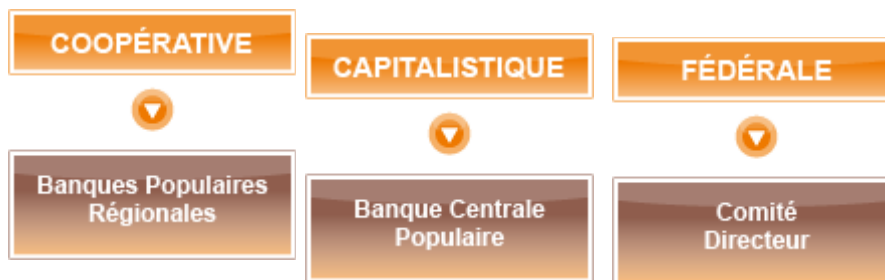 COOPÉRATIVE
Banques Populaires
Régionales
CAPITALISTIQUE
Banque Centrale
Populaire
FÉDÉRALE
Comité
Directeur